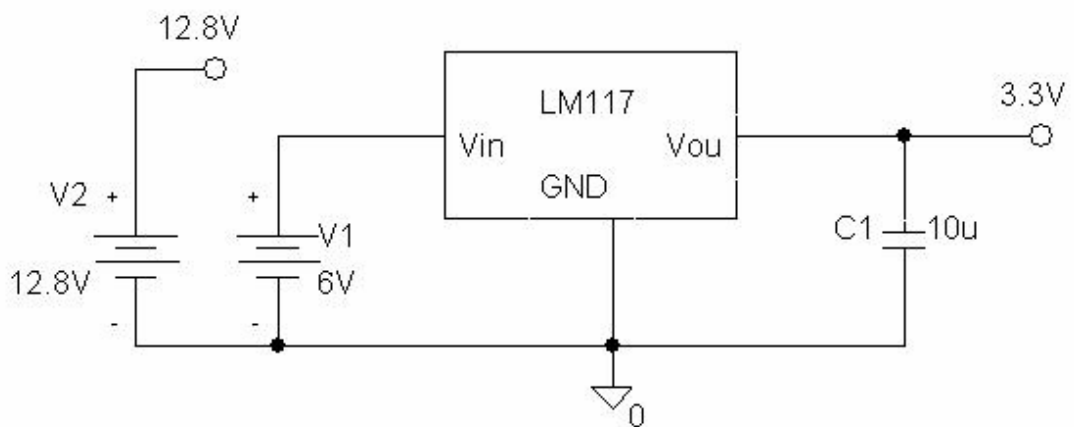 12.8V
LM117
3.3V
Vin
Vou
GND
V2
+
+
V1
C1
10u
12.8V
6V
-
-
0